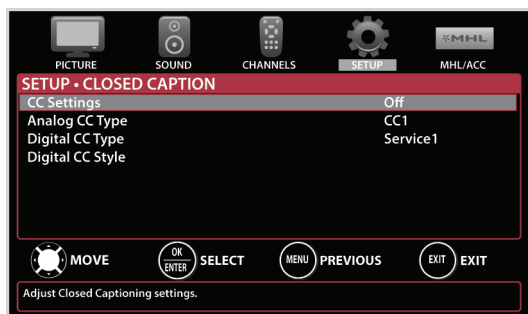 MHL
PICTURE SOUND CHANNELS SETUP MHL/ACC
SETUP • CLOSED CAPTION
CC Settings Off
Analog CC Type CC1
Digital CC Type Service1
Digital CC Style
MOVE OK ENTER SELECT MENU PREVIOUS EXIT EXIT
Adjust Closed Captioning settings.